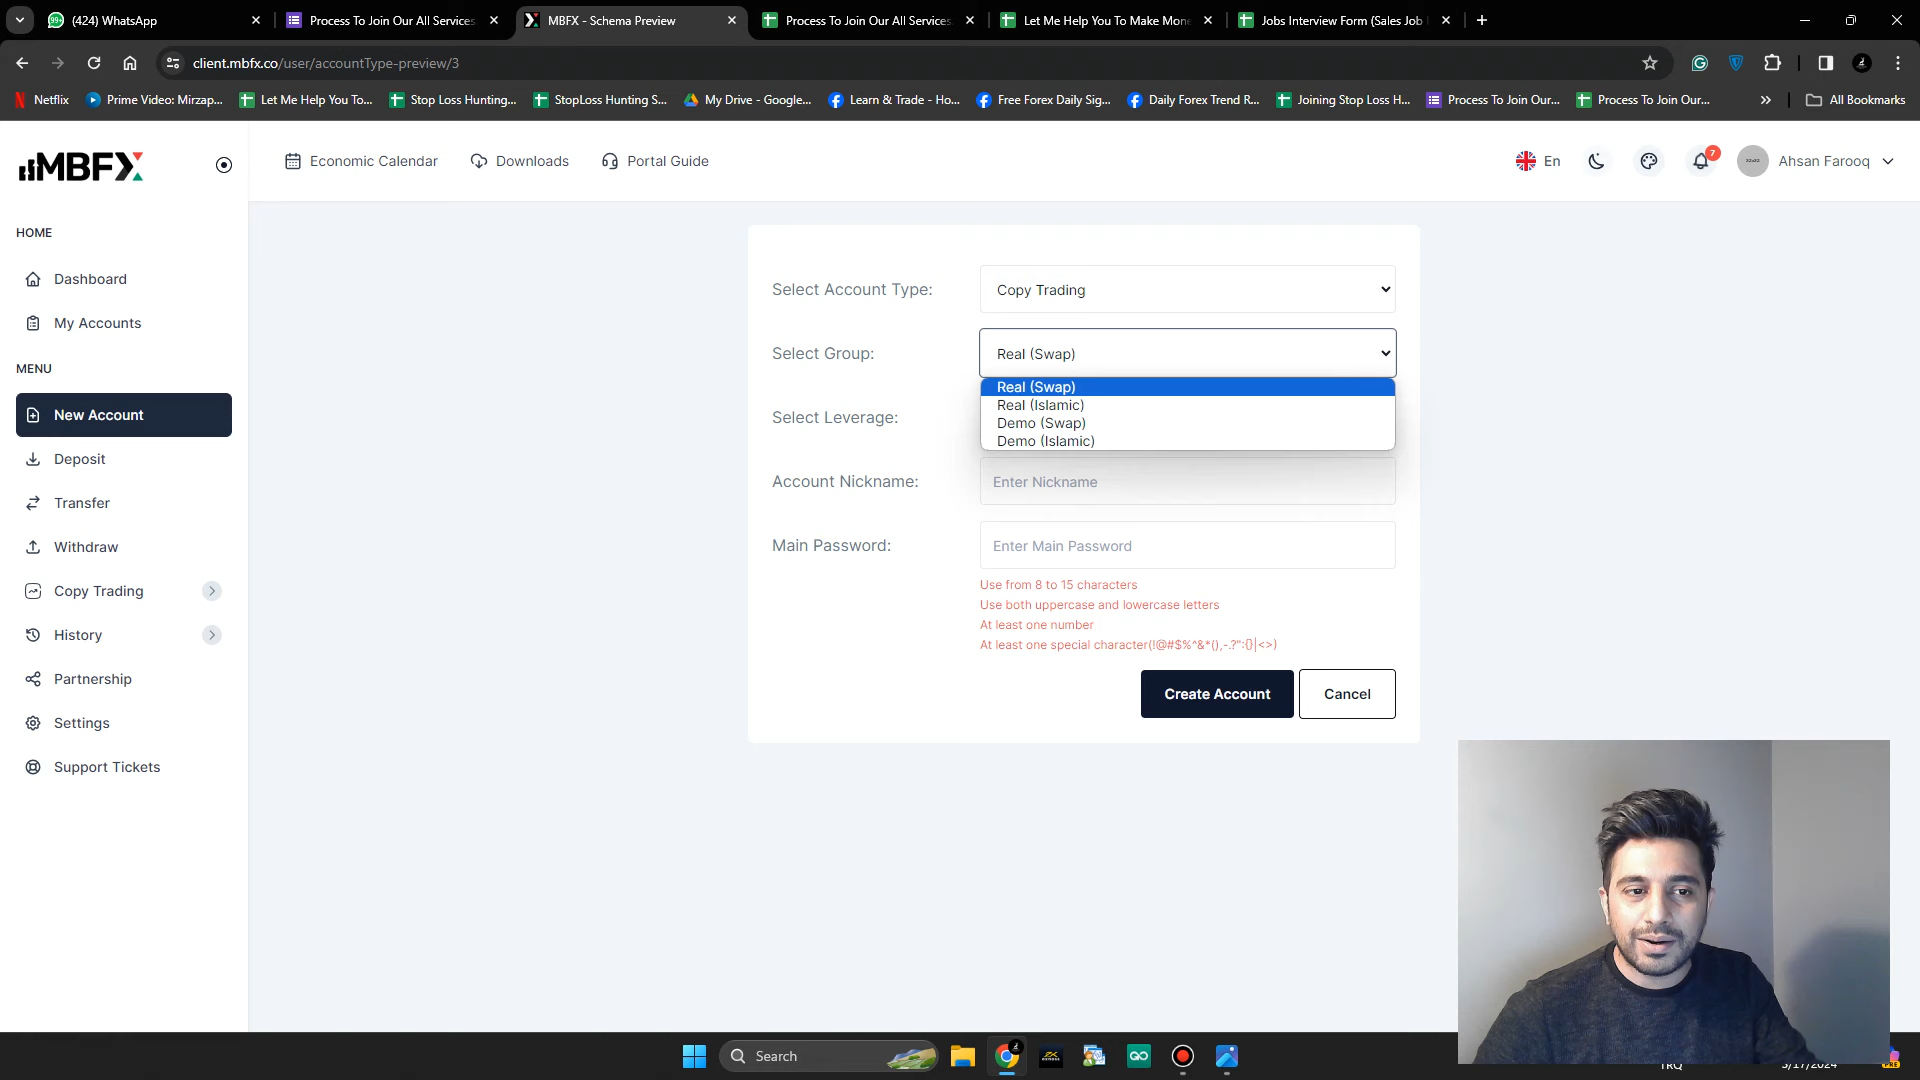 (424) WhatsApp
Process To Join Our All Services
MBFX - Schema Preview
Process To Join Our All Services
Let Me Help You To Make Mon
Jobs Interview Form (Sales Job
client.mbfx.co/user/accountType-preview/3
Netflix
Prime Video: Mirzap...
Let Me Help You To...
Stop Loss Hunting...
StopLoss Hunting S...
My Drive - Google...
Learn & Trade - Ho...
Free Forex Daily Sig...
Daily Forex Trend R...
Joining Stop Loss H...
Process To Join Our...
Process To Join Our...
All Bookmarks
MBFX
Economic Calendar
Downloads
Portal Guide
En
7
Ahsan Farooq
HOME
Dashboard
My Accounts
MENU
New Account
Deposit
Transfer
Withdraw
Copy Trading
History
Partnership
Settings
Support Tickets
Select Account Type:
Copy Trading
Select Group:
Real (Swap)
Real (Swap)
Real (Islamic)
Demo (Swap)
Demo (Islamic)
Select Leverage:
Account Nickname:
Enter Nickname
Main Password:
Enter Main Password
Use from 8 to 15 characters
Use both uppercase and lowercase letters
At least one number
At least one special character(!@#$%^&*(),-.?":{}|<>)
Create Account
Cancel
Search